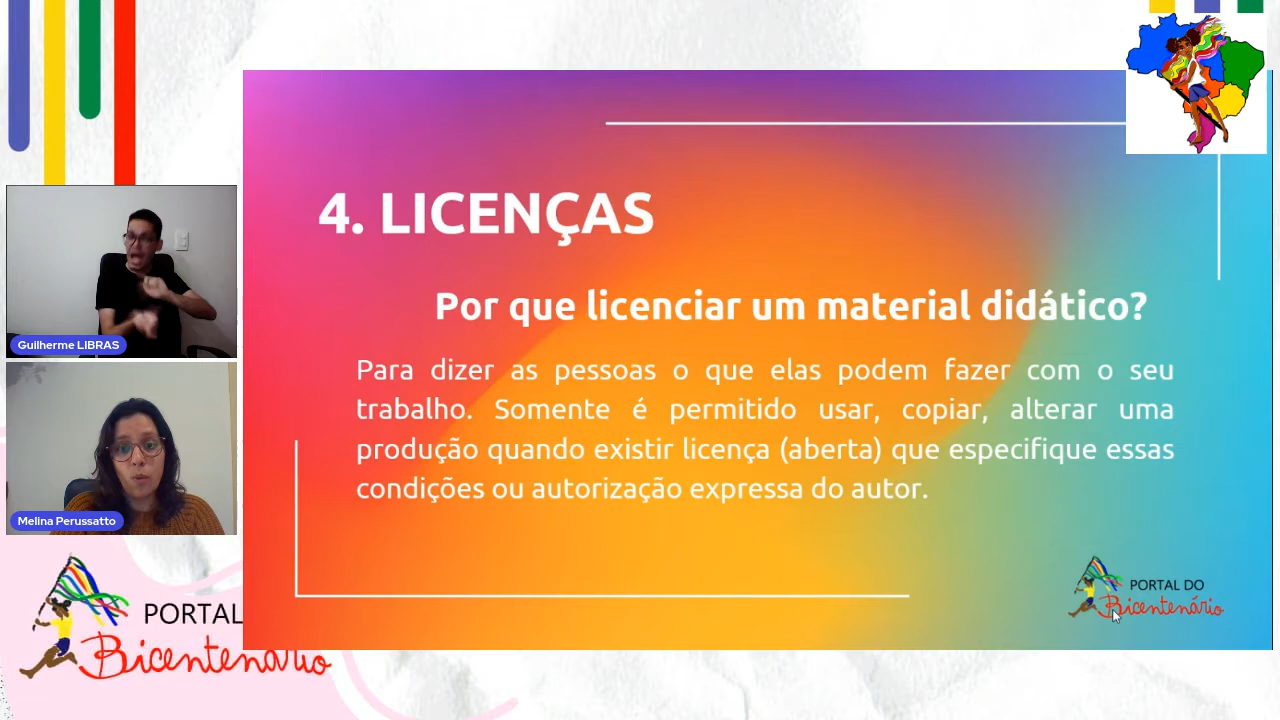 4. LICENÇAS
Por que licenciar um material didático?
Para dizer as pessoas o que elas podem fazer com o seu
trabalho. Somente é permitido usar, copiar, alterar uma
produção quando existir licença (aberta) que especifique essas
condições ou autorização expressa do autor.
Guilherme LIBRAS
Melina Perussatto
PORTAL DO
Bicentenário
PORTAL
Bicentenário